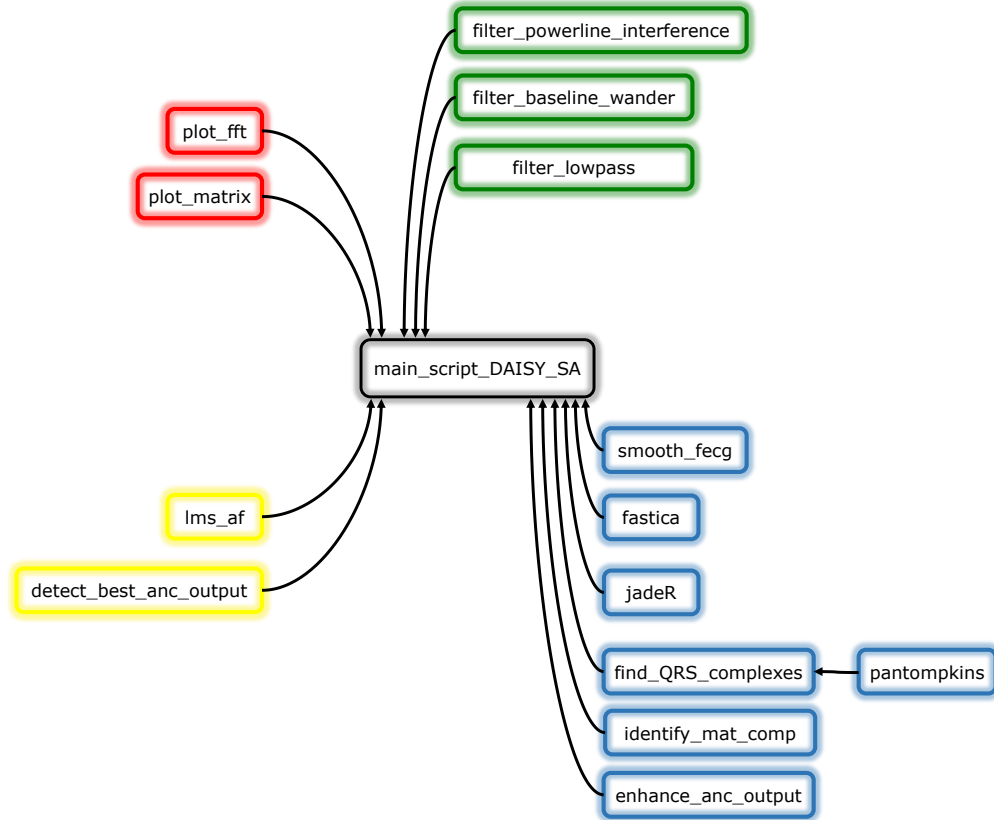 filter_powerline_interference
filter_baseline_wander
plot_fft
filter_lowpass
plot_matrix
main_script_DAISY_SA
smooth_fecg
lms_af
fastica
detect_best_anc_output
jadeR
find_QRS_complexes
pantompkins
identify_mat_comp
enhance_anc_output